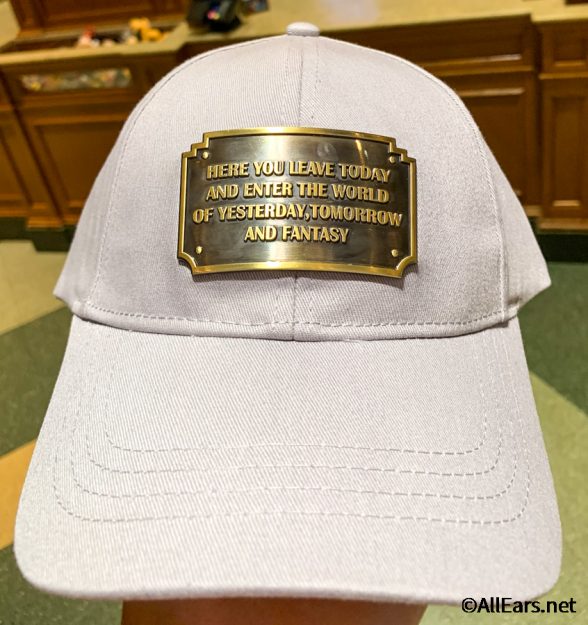 HERE YOU LEAVE TODAY
AND ENTER THE WORLD
OF YESTERDAY,TOMORROW
AND FANTASY
©AllEars.net